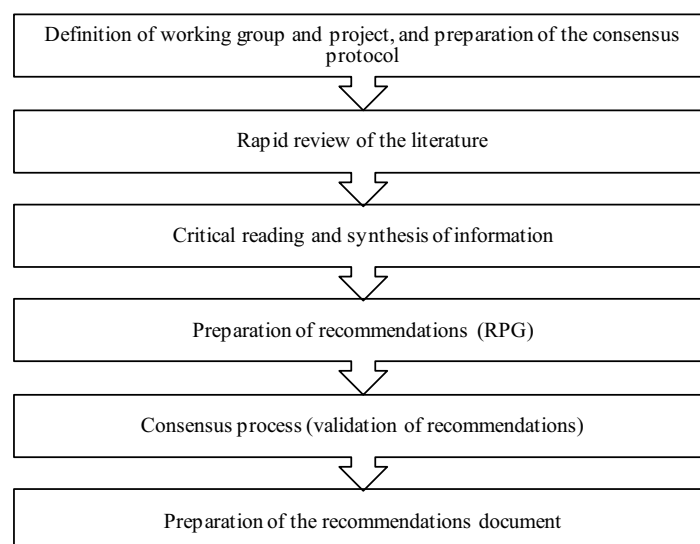 Definition of working group and project, and preparation of the consensus
protocol
Rapid review of the literature
Critical reading and synthesis of information
Preparation of recommendations (RPG)
Consensus process (validation of recommendations)
Preparation of the recommendations document